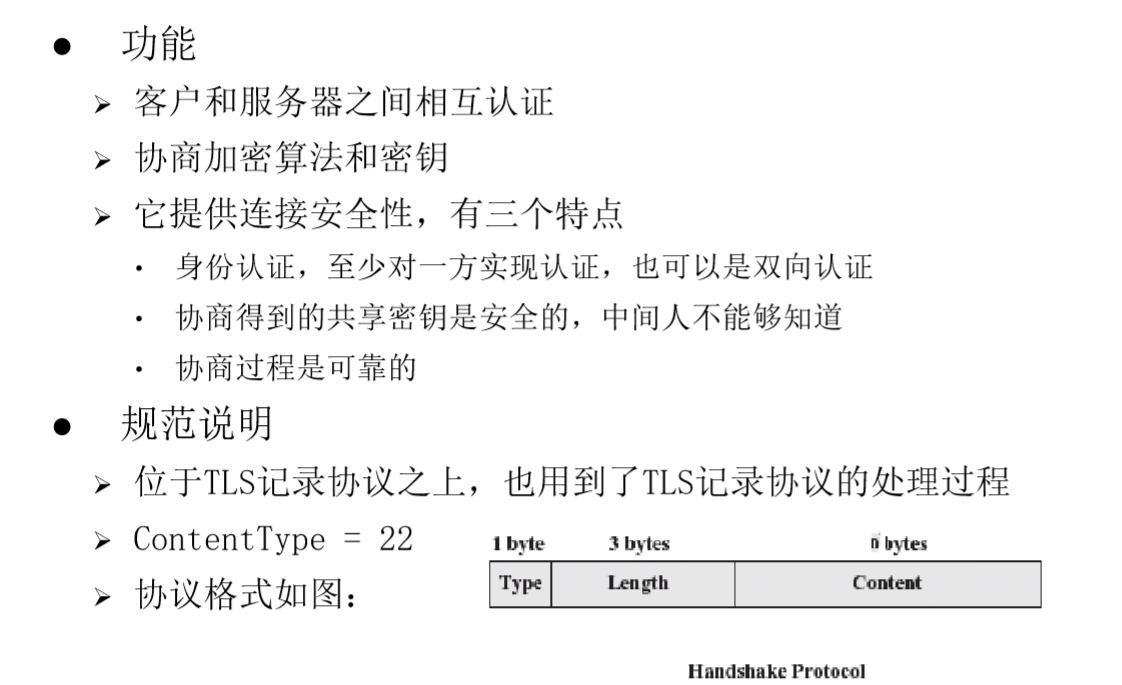 ● 功能
➢ 客户和服务器之间相互认证
➢ 协商加密算法和密钥
➢ 它提供连接安全性，有三个特点
• 身份认证，至少对一方实现认证，也可以是双向认证
• 协商得到的共享密钥是安全的，中间人不能够知道
• 协商过程是可靠的
● 规范说明
➢ 位于TLS记录协议之上，也用到了TLS记录协议的处理过程
➢ ContentType = 22
➢ 协议格式如图：
1 byte 3 bytes n bytes
Type Length Content
Handshake Protocol